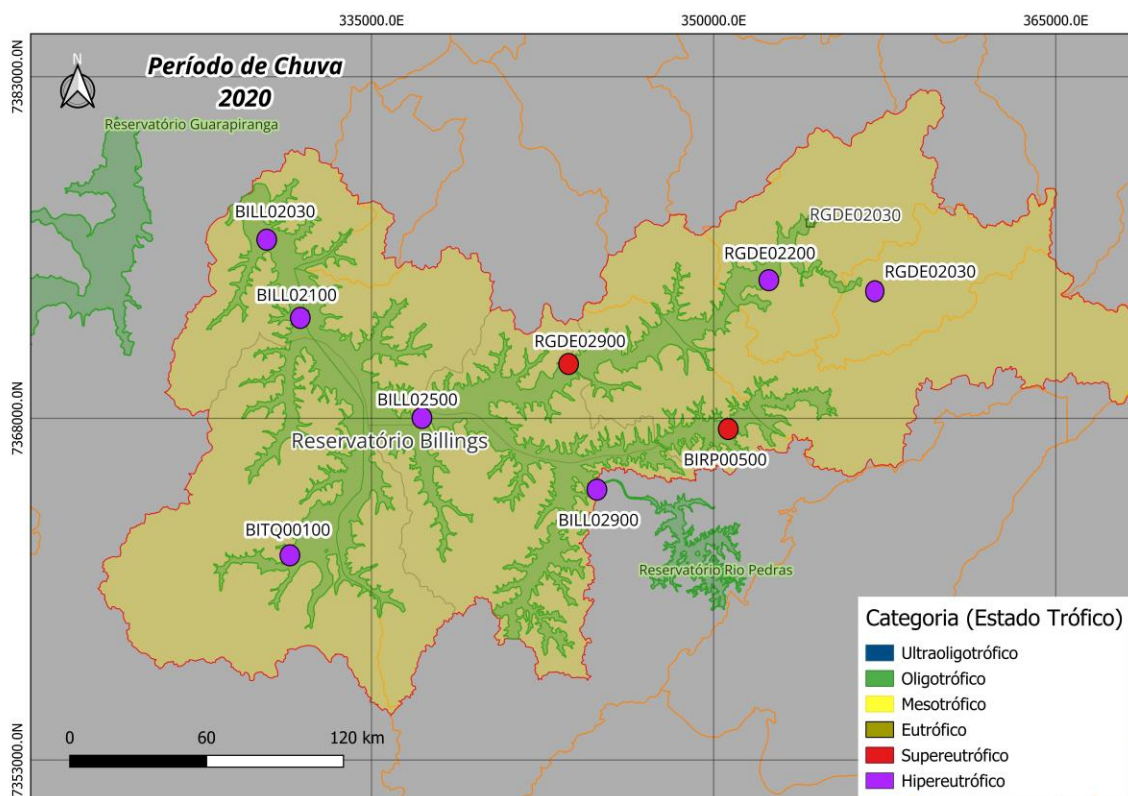 335000.0E
350000.0E
365000.0E
7383000.0N
7368000.0N
7353000.0N
N
Período de Chuva
2020
Reservatório Guarapiranga
BILL02030
RGDE02030
RGDE02200
RGDE02030
BILL02100
RGDE02900
BILL02500
Reservatório Billings
BIRP00500
BILL02900
BITQ00100
Reservatório Rio Pedras
Categoria (Estado Trófico)
Ultraoligotrófico
Oligotrófico
Mesotrófico
Eutrófico
Supereutrófico
Hipereutrófico
0 60 120 km